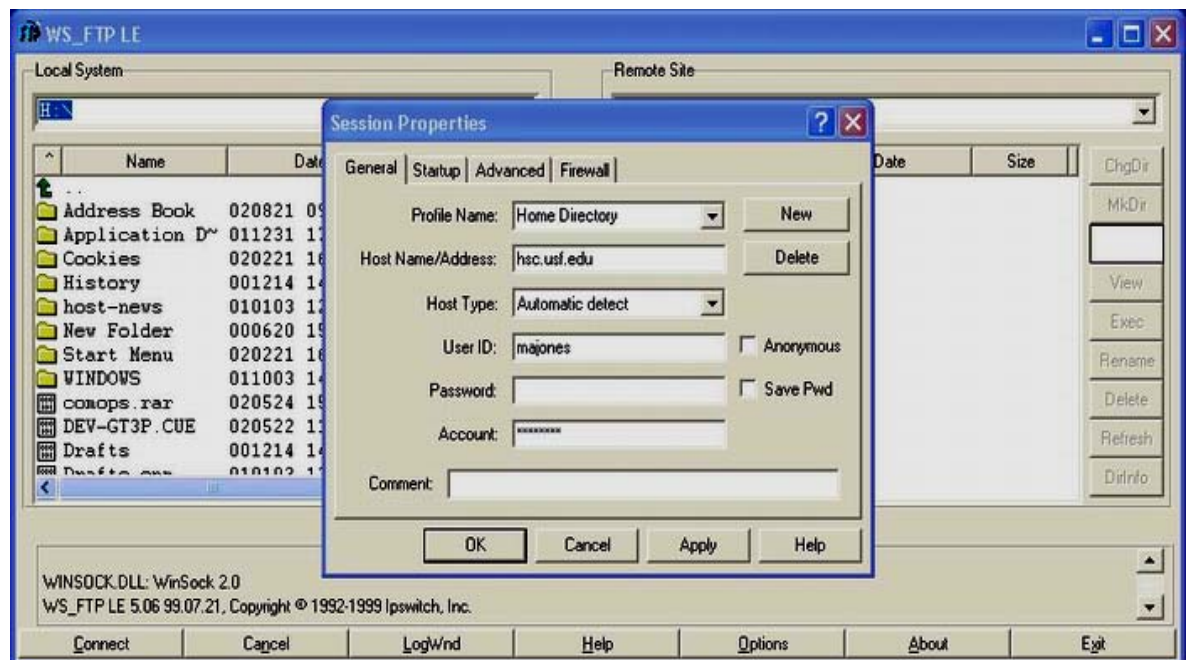 WS_FTP LE
Local System
Remote Site
H:\
Session Properties
General Startup Advanced Firewall
^ Name Date Size
ChgDir
..
Address Book 020821
MkDir
Application D~ 011231
Cookies 020221
History 001214
View
host-news 010103
Exec
New Folder 000620
Start Menu 020221
Rename
WINDOWS 011003
comops.rar 020524
Delete
DEV-GT3P.CUE 020522
Refresh
Drafts 001214
DirInfo
Profile Name: Home Directory New
Host Name/Address: hsc.usf.edu Delete
Host Type: Automatic detect
User ID: majones Anonymous
Password: Save Pwd
Account: ********
Comment:
OK Cancel Apply Help
WINSOCK.DLL: WinSock 2.0
WS_FTP LE 5.06 99.07.21, Copyright © 1992-1999 Ipswitch, Inc.
Connect Cancel LogWnd Help Options About Exit